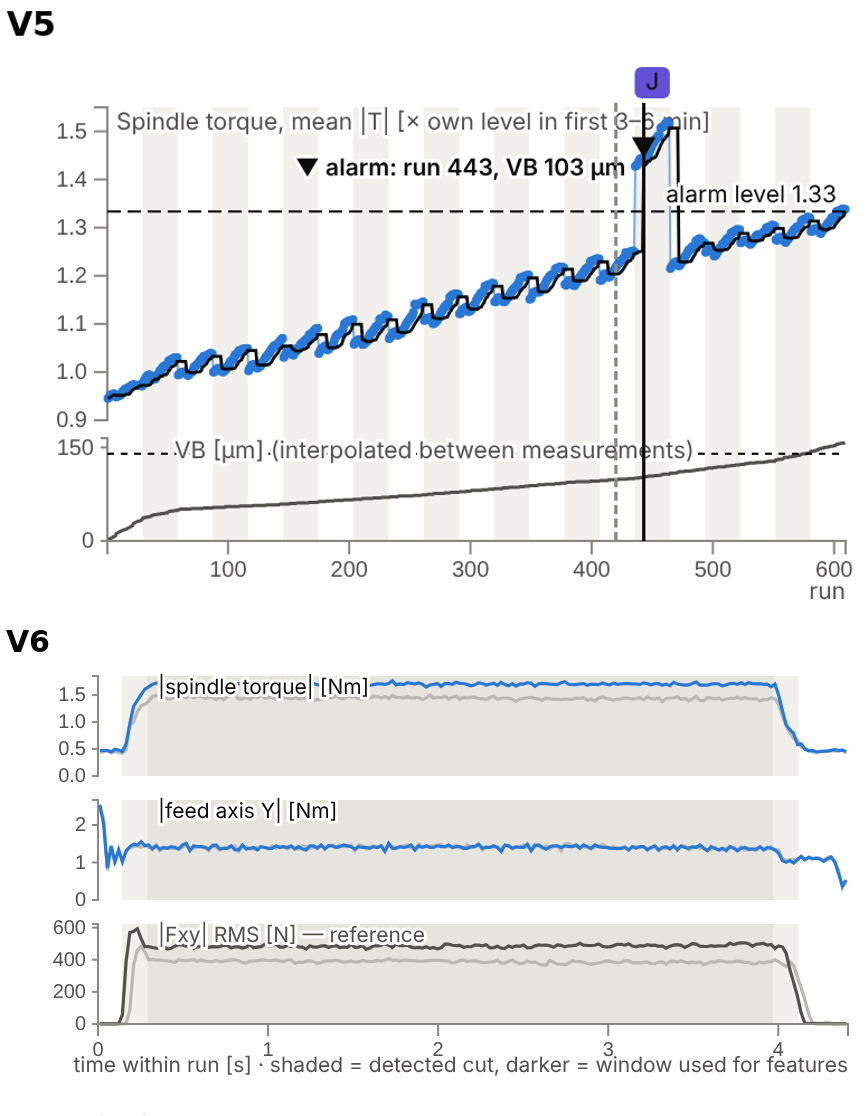 V5
J
Spindle torque, mean |T| [× own level in first 3–6 min]
▼ alarm: run 443, VB 103 µm
alarm level 1.33
1.5
1.4
1.3
1.2
1.1
1.0
0.9
150
VB [µm] (interpolated between measurements)
0
100 200 300 400 500 600
run
V6
|spindle torque| [Nm]
1.5
1.0
0.5
0.0
|feed axis Y| [Nm]
2
1
0
|Fxy| RMS [N] — reference
600
400
200
0
0 1 2 3 4
time within run [s] · shaded = detected cut, darker = window used for features